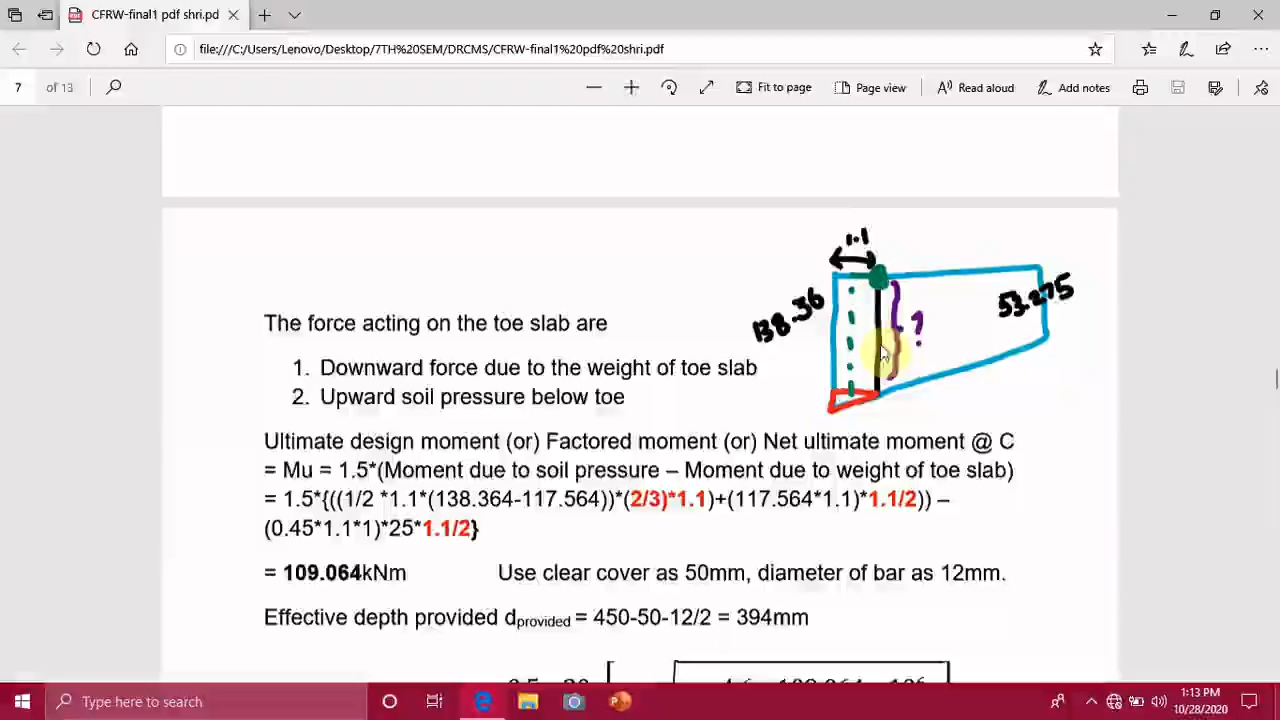 CFRW-final1 pdf shri.pd
file:///C:/Users/Lenovo/Desktop/7TH%20SEM/DRCMS/CFRW-final1%20pdf%20shri.pdf
7 of 13 Fit to page Page view Read aloud Add notes
1.1
138.36
53.275
?
The force acting on the toe slab are
1. Downward force due to the weight of toe slab
2. Upward soil pressure below toe
Ultimate design moment (or) Factored moment (or) Net ultimate moment @ C
= Mu = 1.5*(Moment due to soil pressure – Moment due to weight of toe slab)
= 1.5*{((1/2 *1.1*(138.364-117.564))*(2/3)*1.1)+(117.564*1.1)*1.1/2)) –
(0.45*1.1*1)*25*1.1/2}
= 109.064kNm Use clear cover as 50mm, diameter of bar as 12mm.
Effective depth provided dprovided = 450-50-12/2 = 394mm
Type here to search
1:13 PM
10/28/2020